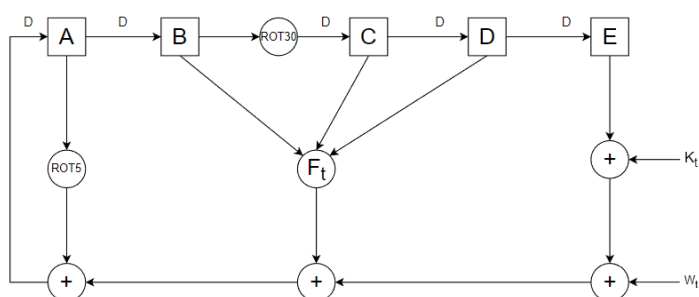 D D D D D
A B ROT30 C D E
ROT5 Ft + Kt
+ + + Wt